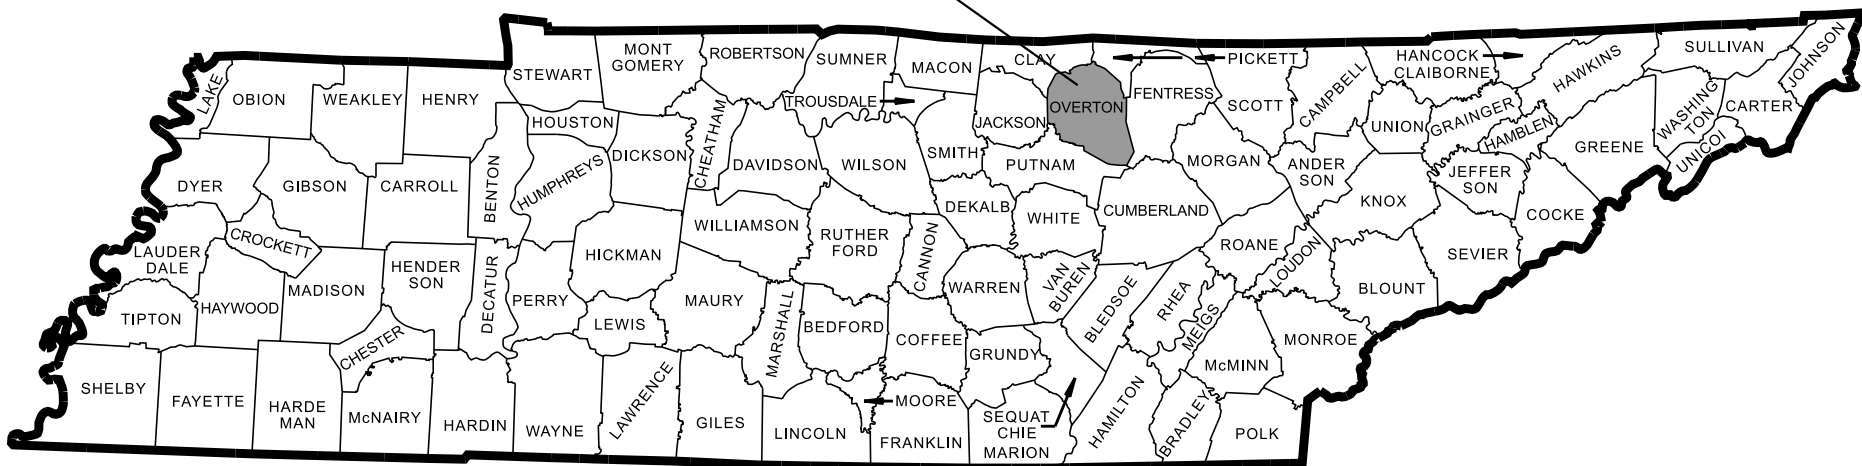 STEWART
MONT
GOMERY
ROBERTSON
SUMNER
MACON
CLAY
PICKETT
HANCOCK
CLAIBORNE
HAWKINS
SULLIVAN
JOHNSON
LAKE
OBION
WEAKLEY
HENRY
HOUSTON
CHEATHAM
TROUSDALE
JACKSON
OVERTON
FENTRESS
SCOTT
CAMPBELL
UNION
GRAINGER
HAMBLEN
WASHING
TON
CARTER
UNICOI
GREENE
DYER
GIBSON
CARROLL
BENTON
HUMPHREYS
DICKSON
DAVIDSON
WILSON
SMITH
PUTNAM
MORGAN
ANDER
SON
KNOX
JEFFER
SON
COCKE
LAUDER
DALE
CROCKETT
HENDER
SON
DECATUR
HICKMAN
WILLIAMSON
RUTHER
FORD
CANNON
DEKALB
WHITE
CUMBERLAND
ROANE
LOUDON
SEVIER
TIPTON
HAYWOOD
MADISON
PERRY
LEWIS
MAURY
MARSHALL
BEDFORD
WARREN
VAN
BUREN
BLEDSOE
RHEA
MEIGS
BLOUNT
MONROE
CHESTER
COFFEE
GRUNDY
McMINN
SHELBY
FAYETTE
HARDE
MAN
McNAIRY
HARDIN
WAYNE
LAWRENCE
GILES
LINCOLN
MOORE
FRANKLIN
SEQUAT
CHIE
MARION
HAMILTON
BRADLEY
POLK